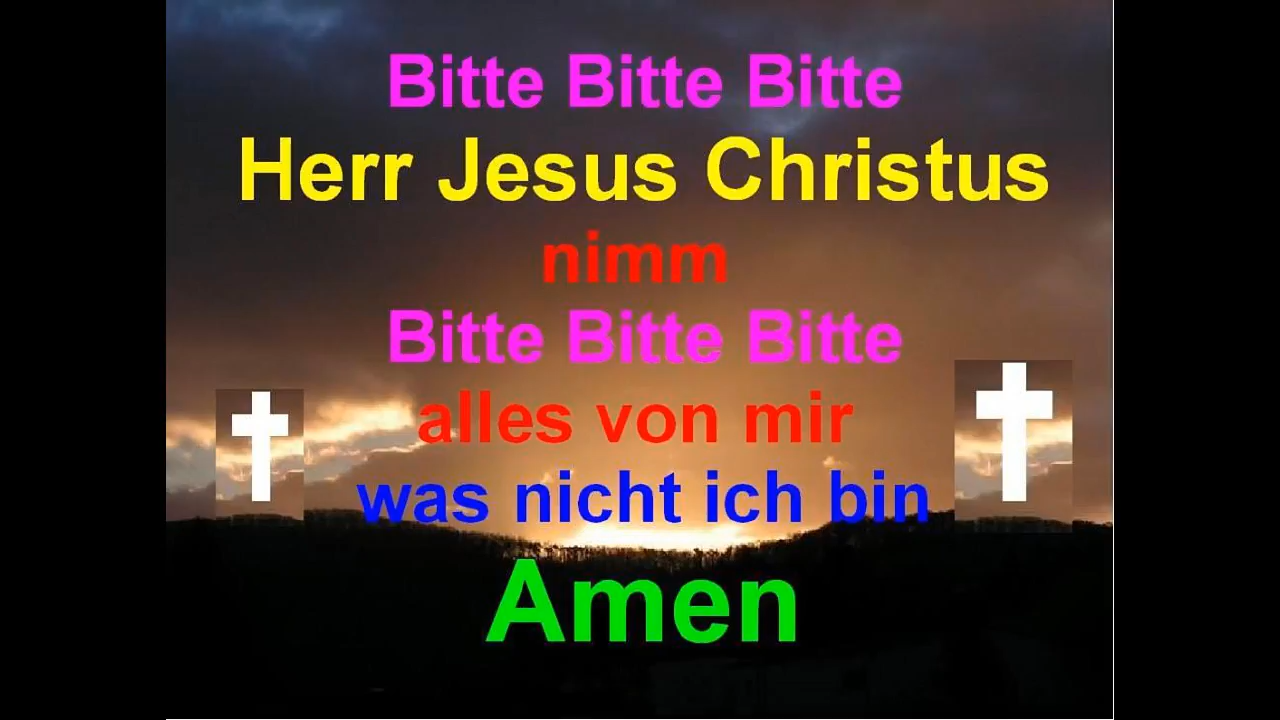 Bitte Bitte Bitte
Herr Jesus Christus
nimm
Bitte Bitte Bitte
alles von mir
was nicht ich bin
Amen